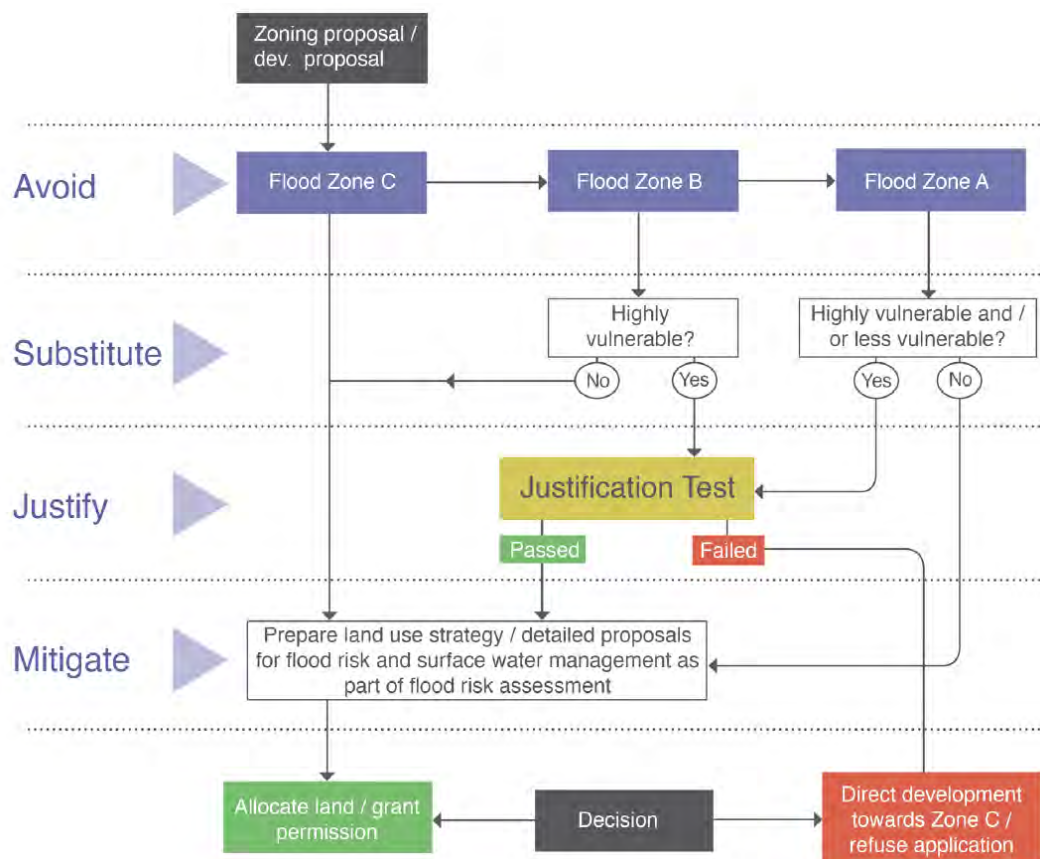 Zoning proposal /
dev. proposal
Avoid
Flood Zone C
Flood Zone B
Flood Zone A
Substitute
Highly
vulnerable?
Highly vulnerable and /
or less vulnerable?
No
Yes
Yes
No
Justify
Justification Test
Passed
Failed
Mitigate
Prepare land use strategy / detailed proposals
for flood risk and surface water management as
part of flood risk assessment
Allocate land / grant
permission
Decision
Direct development
towards Zone C /
refuse application